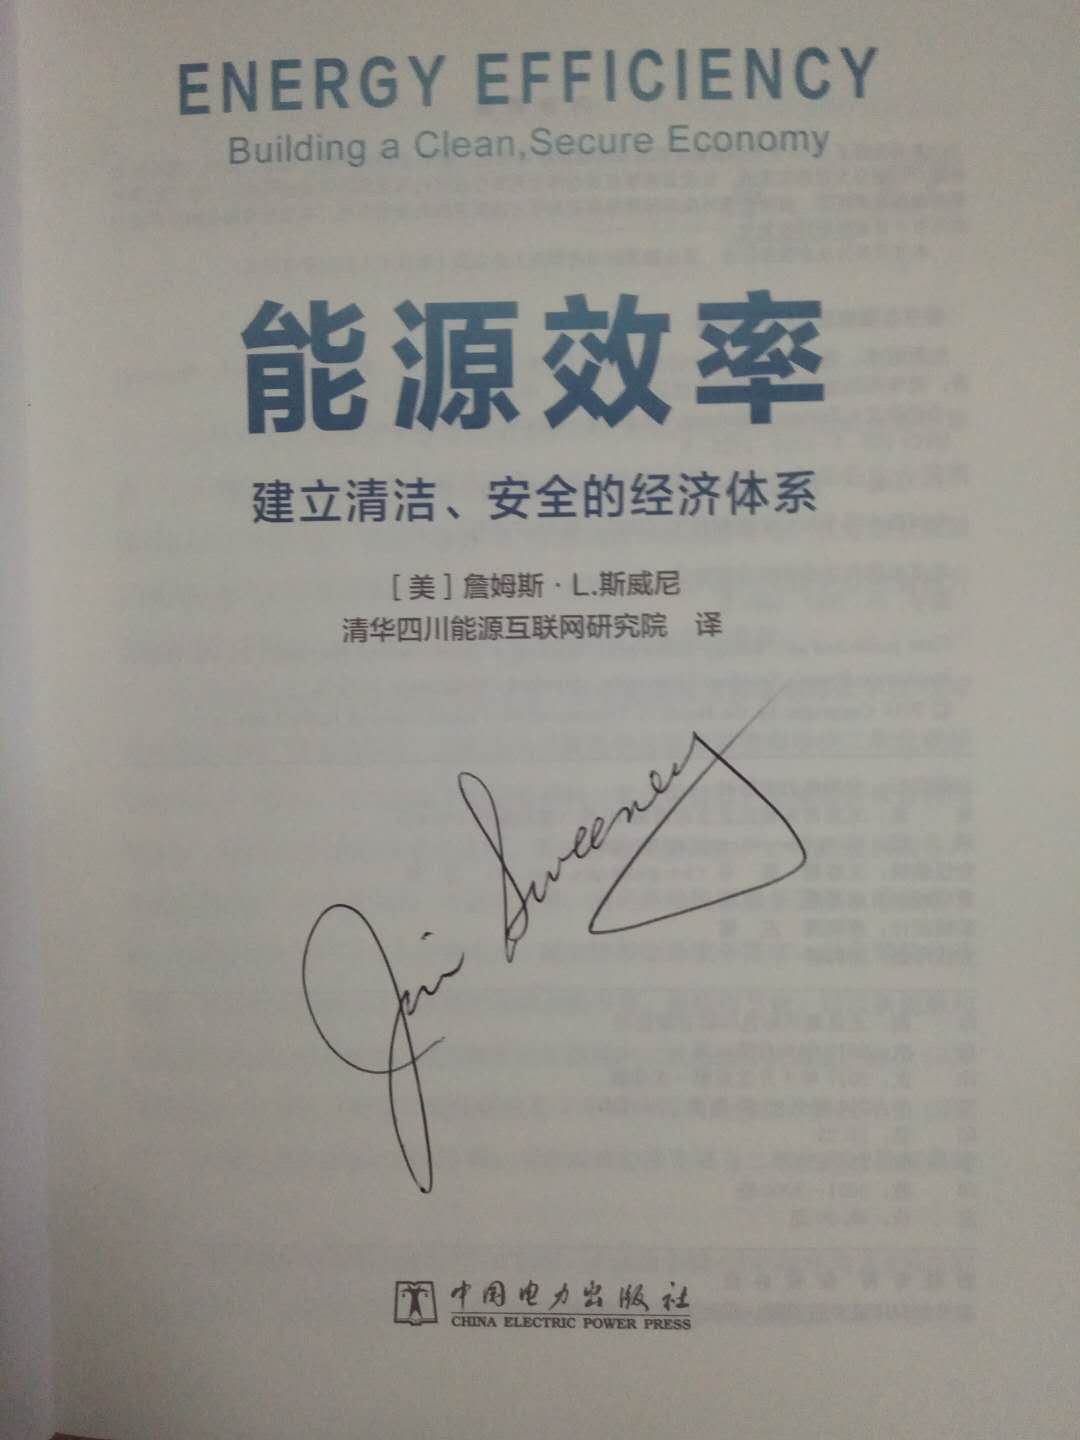 ENERGY EFFICIENCY
Building a Clean,Secure Economy
能源效率
建立清洁、安全的经济体系
[美]詹姆斯·L.斯威尼
清华四川能源互联网研究院 译
Jim Sweeney
中国电力出版社
CHINA ELECTRIC POWER PRESS